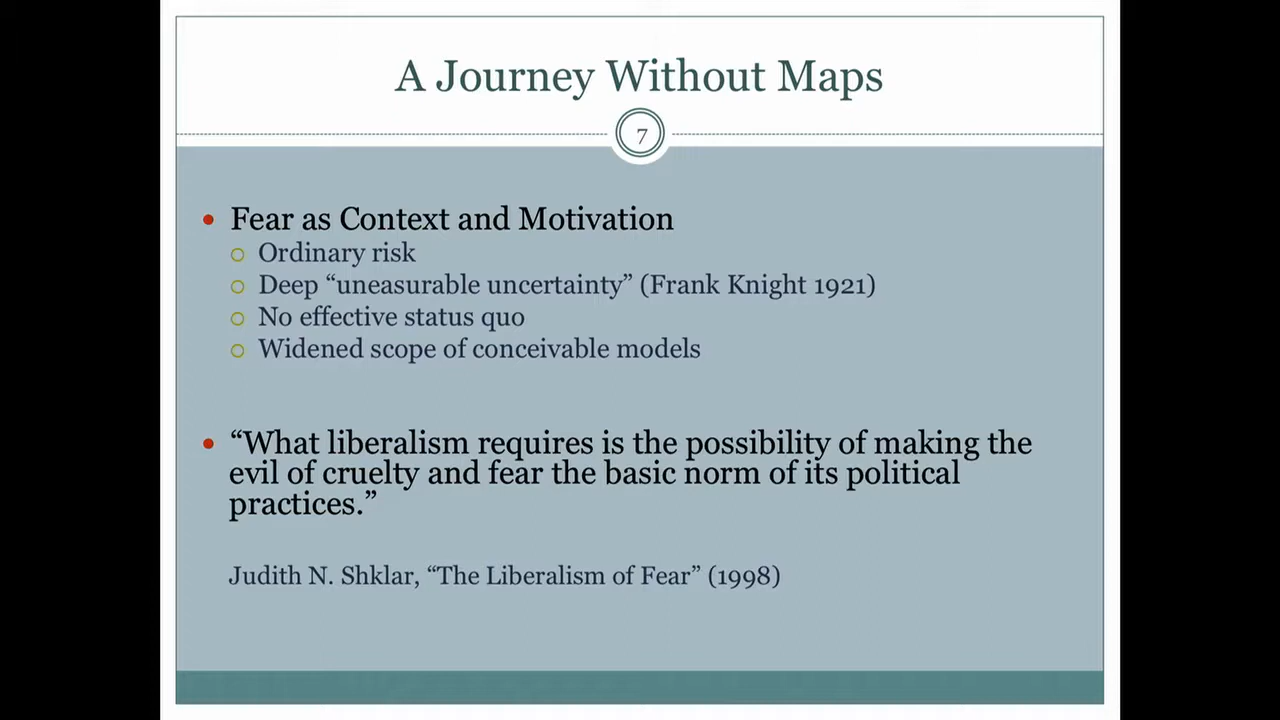 A Journey Without Maps
7
• Fear as Context and Motivation
○ Ordinary risk
○ Deep “uneasurable uncertainty” (Frank Knight 1921)
○ No effective status quo
○ Widened scope of conceivable models
• “What liberalism requires is the possibility of making the
evil of cruelty and fear the basic norm of its political
practices.”
Judith N. Shklar, “The Liberalism of Fear” (1998)